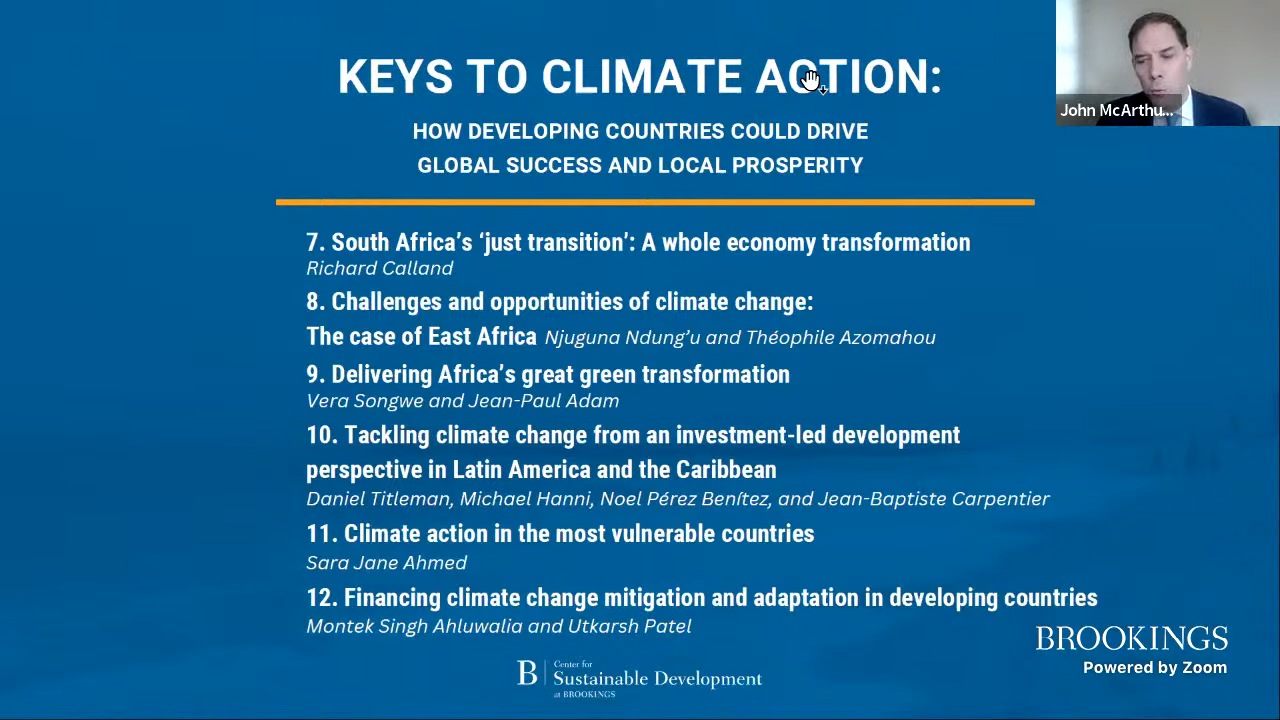 KEYS TO CLIMATE ACTION:
HOW DEVELOPING COUNTRIES COULD DRIVE
GLOBAL SUCCESS AND LOCAL PROSPERITY
John McArthu...
7. South Africa’s ‘just transition’: A whole economy transformation
Richard Calland
8. Challenges and opportunities of climate change:
The case of East Africa Njuguna Ndung’u and Théophile Azomahou
9. Delivering Africa’s great green transformation
Vera Songwe and Jean-Paul Adam
10. Tackling climate change from an investment-led development
perspective in Latin America and the Caribbean
Daniel Titleman, Michael Hanni, Noel Pérez Benítez, and Jean-Baptiste Carpentier
11. Climate action in the most vulnerable countries
Sara Jane Ahmed
12. Financing climate change mitigation and adaptation in developing countries
Montek Singh Ahluwalia and Utkarsh Patel
BROOKINGS
Powered by Zoom
B Center for
Sustainable Development
at BROOKINGS